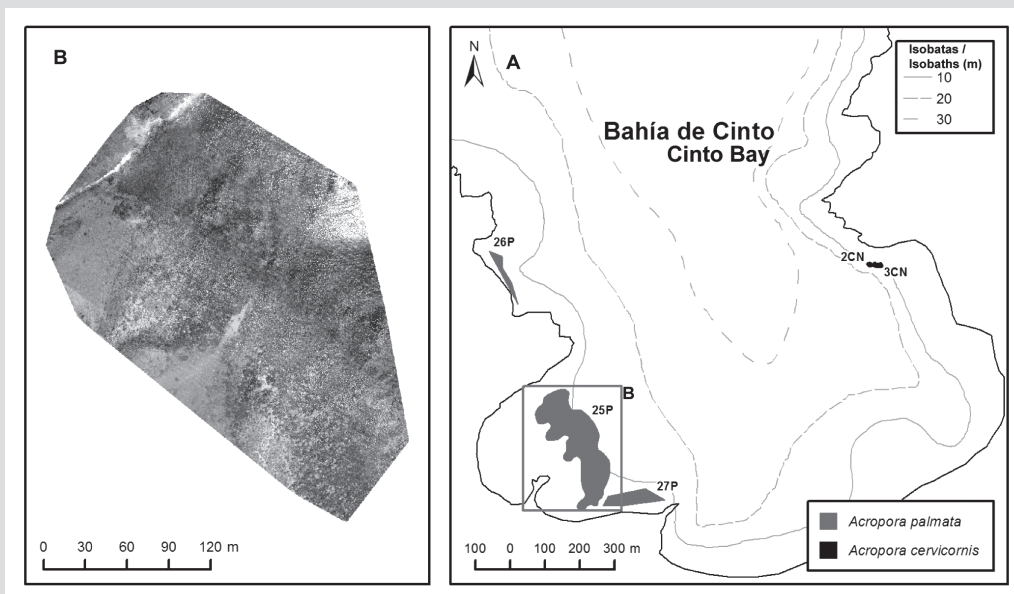 B
0 30 60 90 120 m
N
A
Isobatas /
Isobaths (m)
10
20
30
Bahía de Cinto
Cinto Bay
26P
2CN
3CN
B
25P
27P
100 0 100 200 300 m
Acropora palmata
Acropora cervicornis